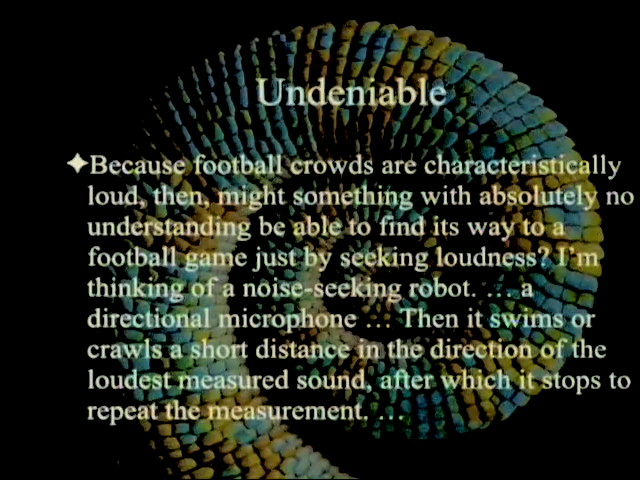 Undeniable
✦Because football crowds are characteristically
loud, then, might something with absolutely no
understanding be able to find its way to a
football game just by seeking loudness? I'm
thinking of a noise-seeking robot. … a
directional microphone … Then it swims or
crawls a short distance in the direction of the
loudest measured sound, after which it stops to
repeat the measurement. …